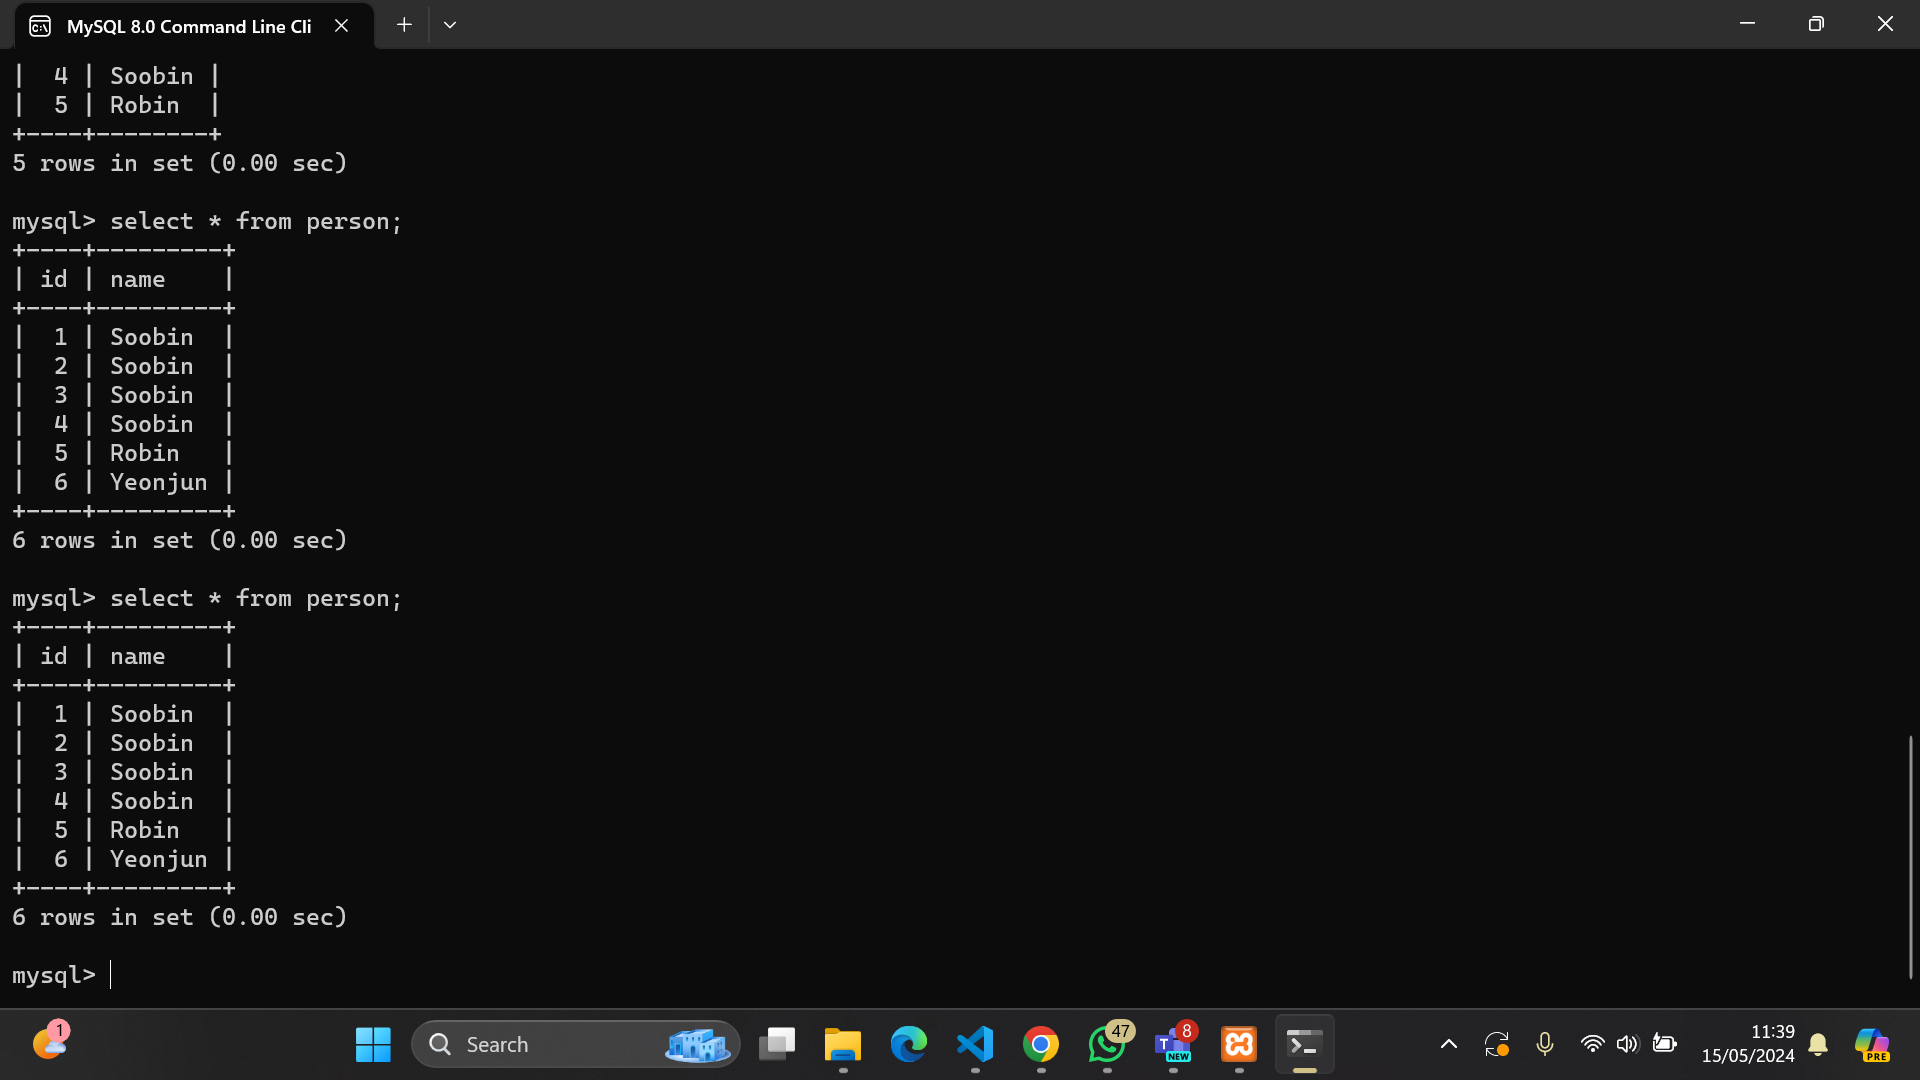 MySQL 8.0 Command Line Cli
|  4 | Soobin |
|  5 | Robin  |
+----+--------+
5 rows in set (0.00 sec)
mysql> select * from person;
+----+---------+
| id | name    |
+----+---------+
|  1 | Soobin  |
|  2 | Soobin  |
|  3 | Soobin  |
|  4 | Soobin  |
|  5 | Robin   |
|  6 | Yeonjun |
+----+---------+
6 rows in set (0.00 sec)
mysql> select * from person;
+----+---------+
| id | name    |
+----+---------+
|  1 | Soobin  |
|  2 | Soobin  |
|  3 | Soobin  |
|  4 | Soobin  |
|  5 | Robin   |
|  6 | Yeonjun |
+----+---------+
6 rows in set (0.00 sec)
mysql>
1
Search
47
8
T
NEW
11:39
15/05/2024
PRE